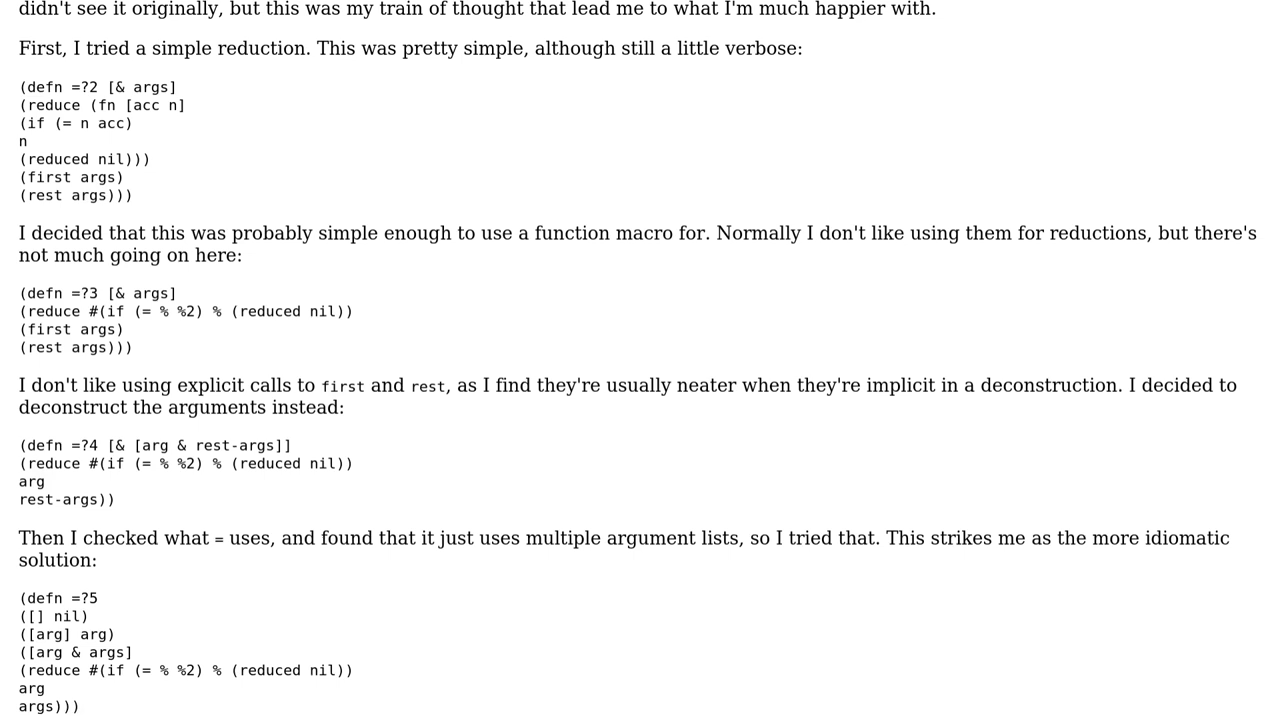 didn't see it originally, but this was my train of thought that lead me to what I'm much happier with.
First, I tried a simple reduction. This was pretty simple, although still a little verbose:
(defn =?2 [& args]
(reduce (fn [acc n]
(if (= n acc)
n
(reduced nil)))
(first args)
(rest args)))
I decided that this was probably simple enough to use a function macro for. Normally I don't like using them for reductions, but there's
not much going on here:
(defn =?3 [& args]
(reduce #(if (= % %2) % (reduced nil))
(first args)
(rest args)))
I don't like using explicit calls to first and rest, as I find they're usually neater when they're implicit in a deconstruction. I decided to
deconstruct the arguments instead:
(defn =?4 [& [arg & rest-args]]
(reduce #(if (= % %2) % (reduced nil))
arg
rest-args))
Then I checked what = uses, and found that it just uses multiple argument lists, so I tried that. This strikes me as the more idiomatic
solution:
(defn =?5
([] nil)
([arg] arg)
([arg & args]
(reduce #(if (= % %2) % (reduced nil))
arg
args)))